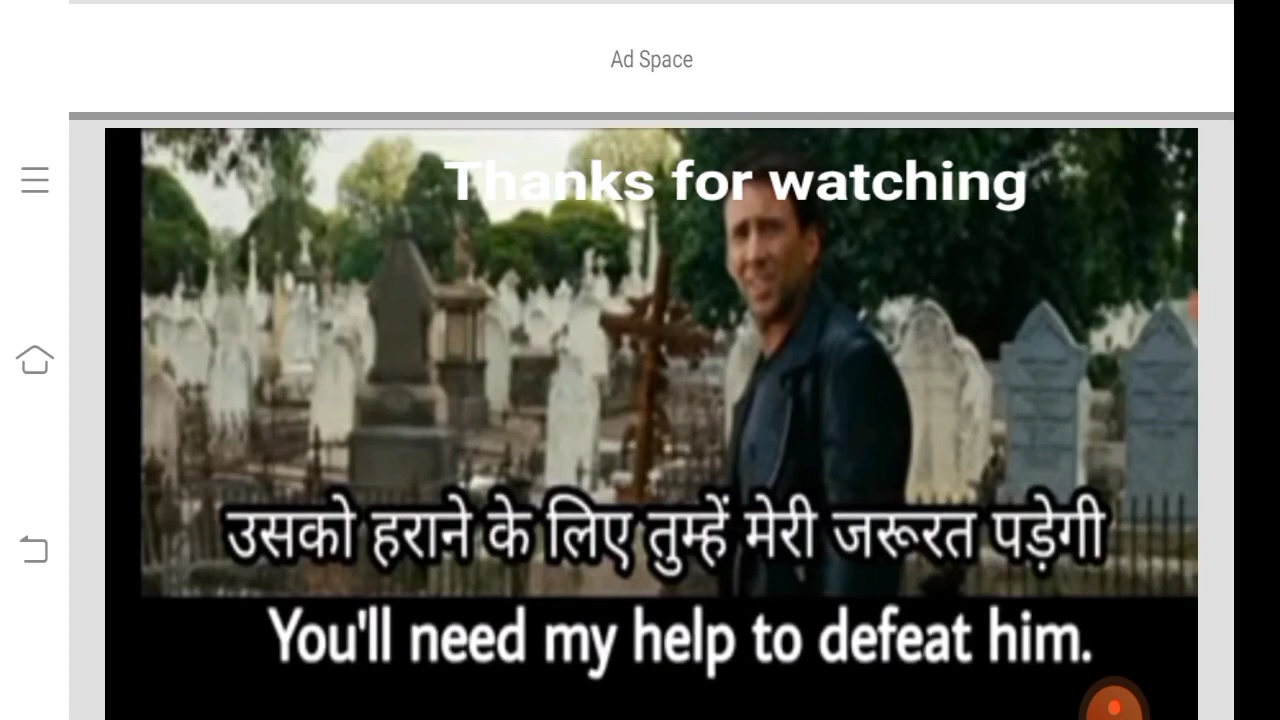 Ad Space
Thanks for watching
उसको हराने के लिए तुम्हें मेरी जरूरत पड़ेगी
You'll need my help to defeat him.